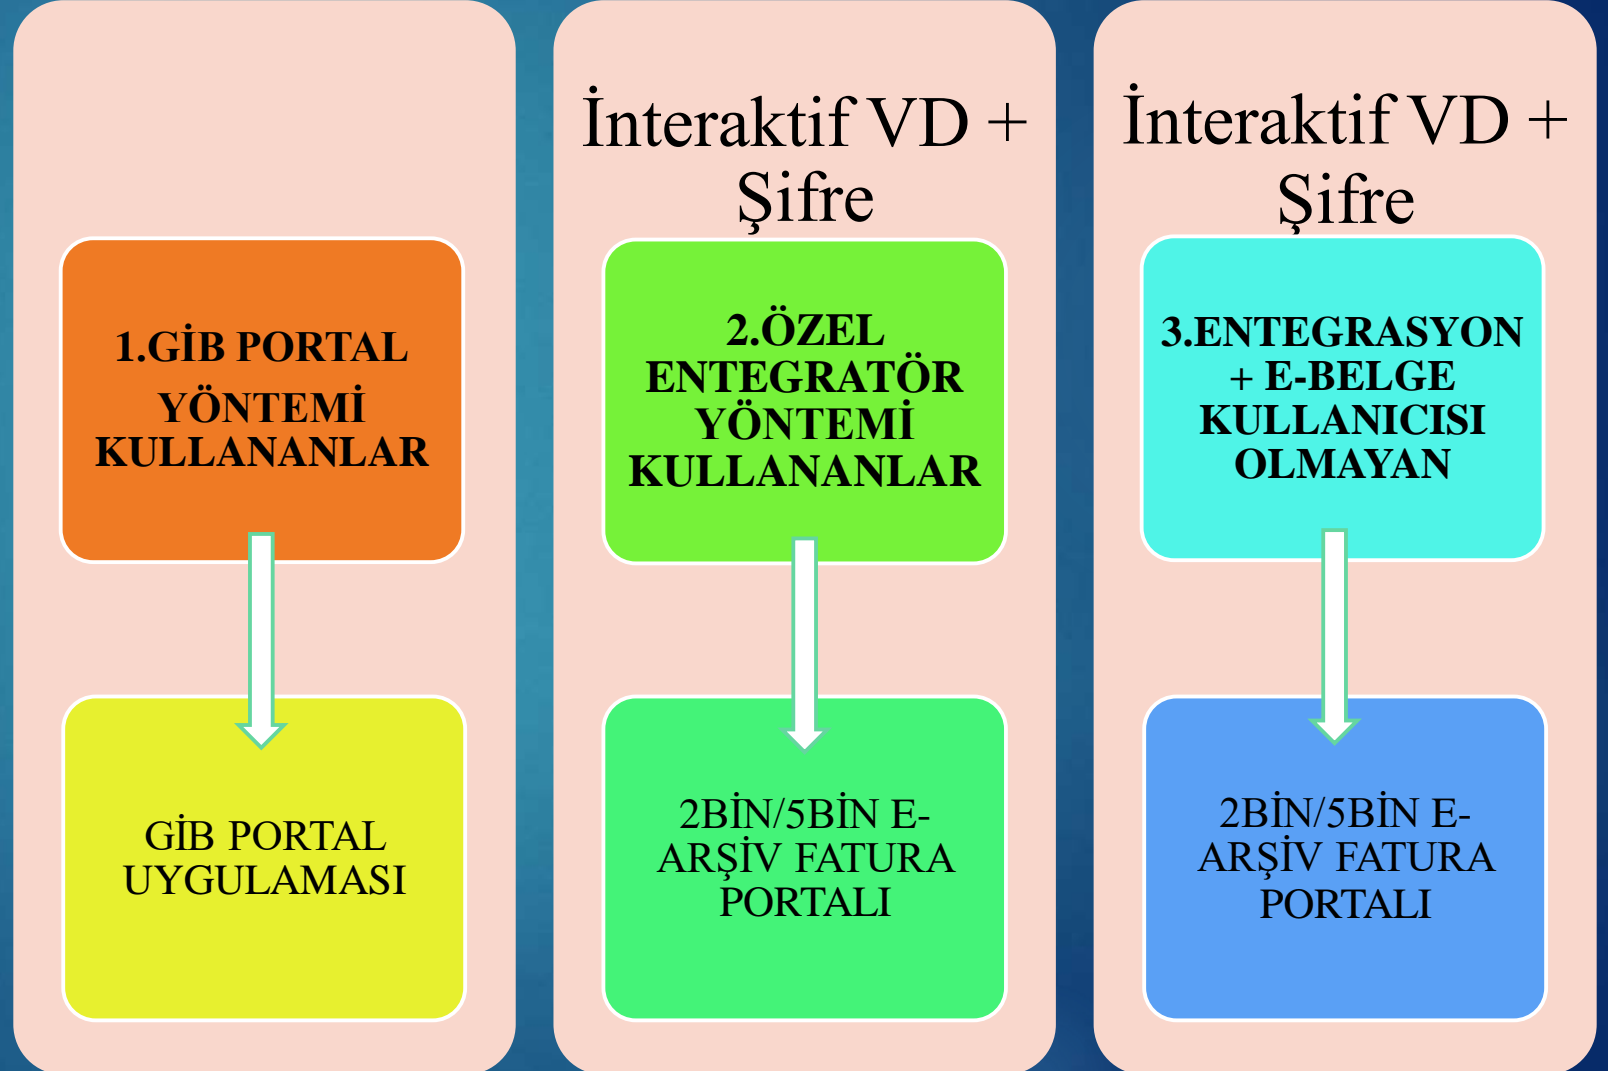 1.GİB PORTAL
YÖNTEMİ
KULLANANLAR
GİB PORTAL
UYGULAMASI
İnteraktif VD +
Şifre
2.ÖZEL
ENTEGRATÖR
YÖNTEMİ
KULLANANLAR
2BİN/5BİN E-
ARŞİV FATURA
PORTALI
İnteraktif VD +
Şifre
3.ENTEGRASYON
+ E-BELGE
KULLANICISI
OLMAYAN
2BİN/5BİN E-
ARŞİV FATURA
PORTALI